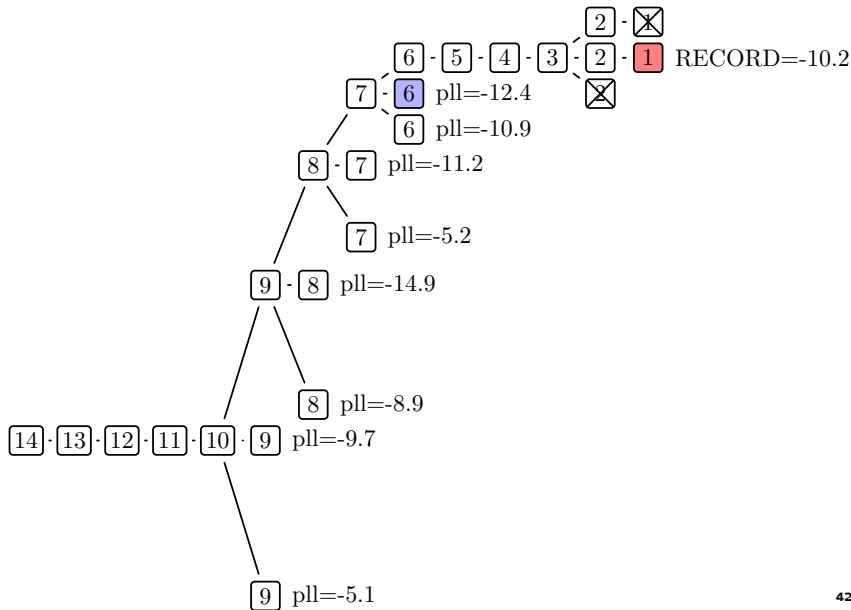 2 1
6 5 4 3 2 1 RECORD=-10.2
7 6 pll=-12.4 2
6 pll=-10.9
8 7 pll=-11.2
7 pll=-5.2
9 8 pll=-14.9
8 pll=-8.9
14 13 12 11 10 9 pll=-9.7
9 pll=-5.1
42